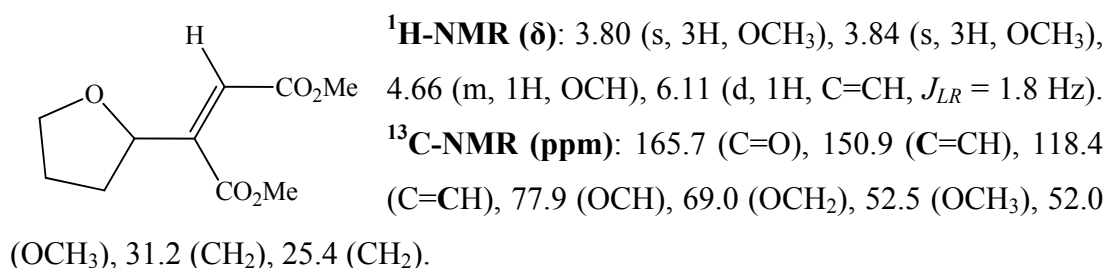 H
O
CO₂Me
CO₂Me
¹H-NMR (δ): 3.80 (s, 3H, OCH₃), 3.84 (s, 3H, OCH₃),
4.66 (m, 1H, OCH), 6.11 (d, 1H, C=CH, J_LR = 1.8 Hz).
¹³C-NMR (ppm): 165.7 (C=O), 150.9 (C=CH), 118.4
(C=CH), 77.9 (OCH), 69.0 (OCH₂), 52.5 (OCH₃), 52.0
(OCH₃), 31.2 (CH₂), 25.4 (CH₂).